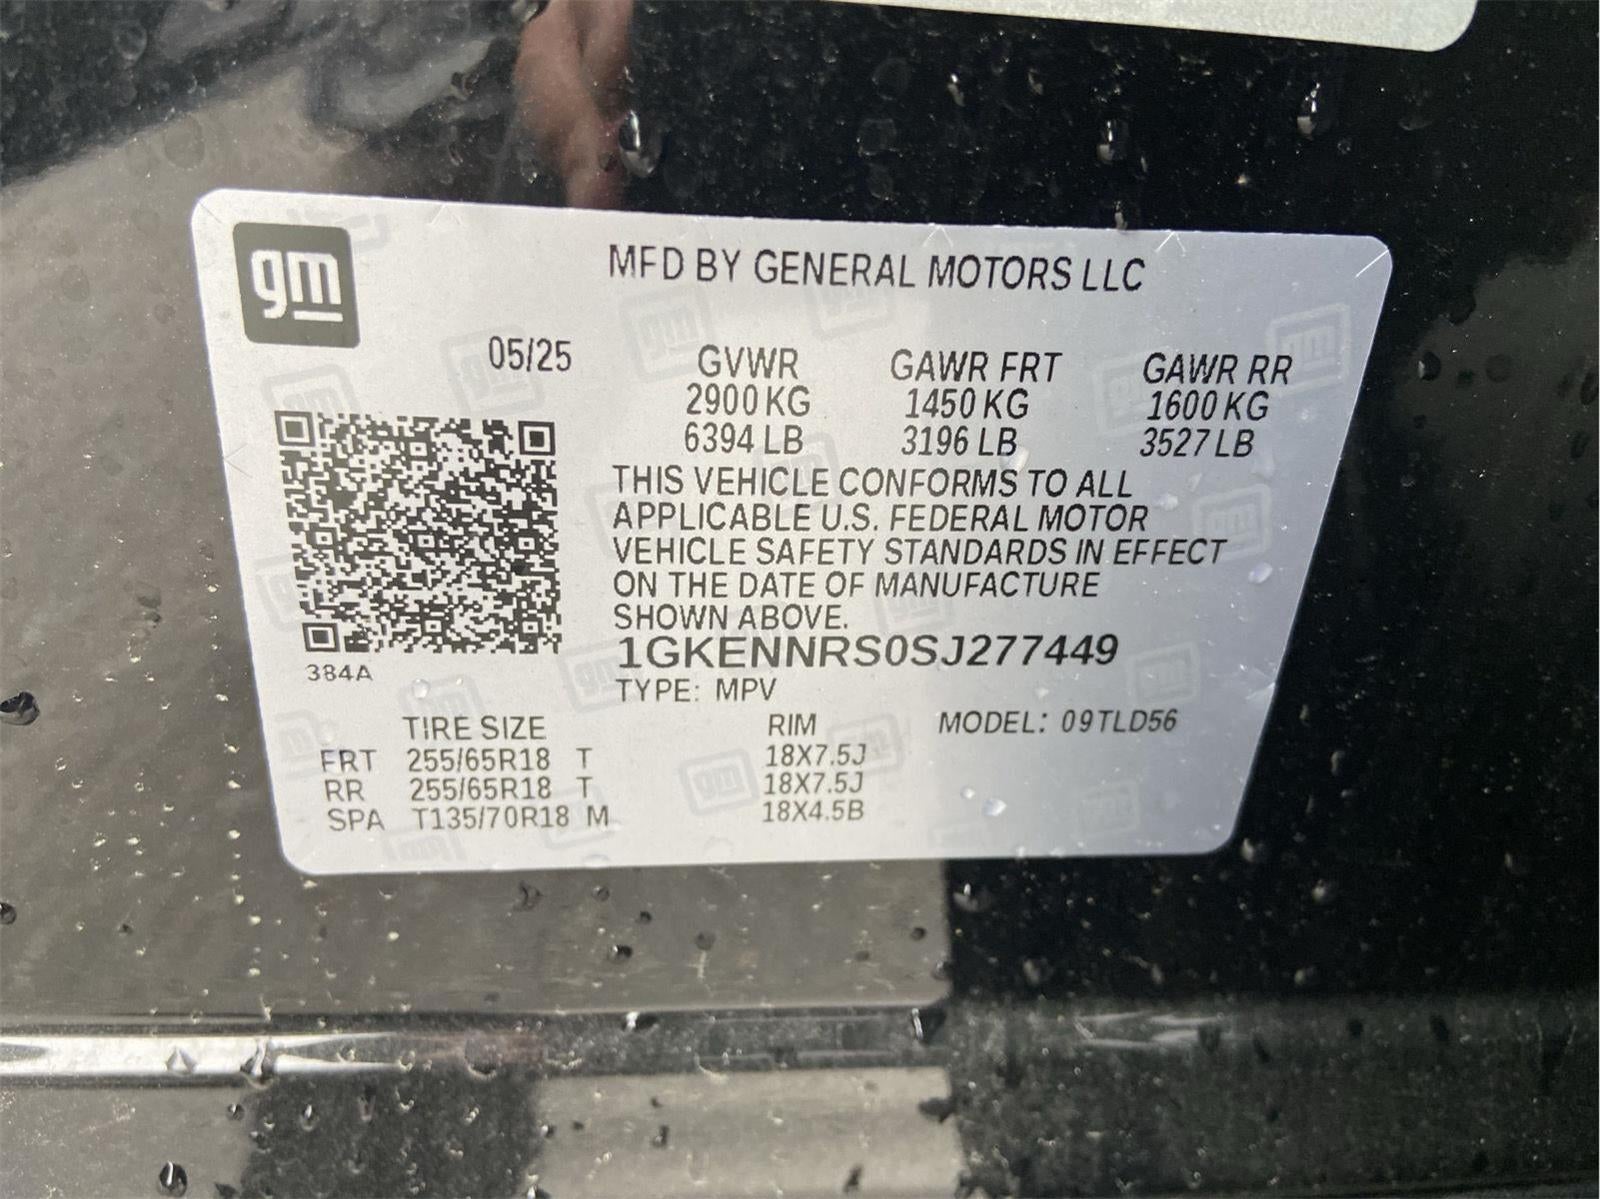 gm
MFD BY GENERAL MOTORS LLC
05/25
GVWR GAWR FRT GAWR RR
2900 KG 1450 KG 1600 KG
6394 LB 3196 LB 3527 LB
THIS VEHICLE CONFORMS TO ALL
APPLICABLE U.S. FEDERAL MOTOR
VEHICLE SAFETY STANDARDS IN EFFECT
ON THE DATE OF MANUFACTURE
SHOWN ABOVE.
1GKENNRS0SJ277449
384A
TYPE: MPV
TIRE SIZE RIM MODEL: 09TLD56
FRT 255/65R18 T 18X7.5J
RR 255/65R18 T 18X7.5J
SPA T135/70R18 M 18X4.5B